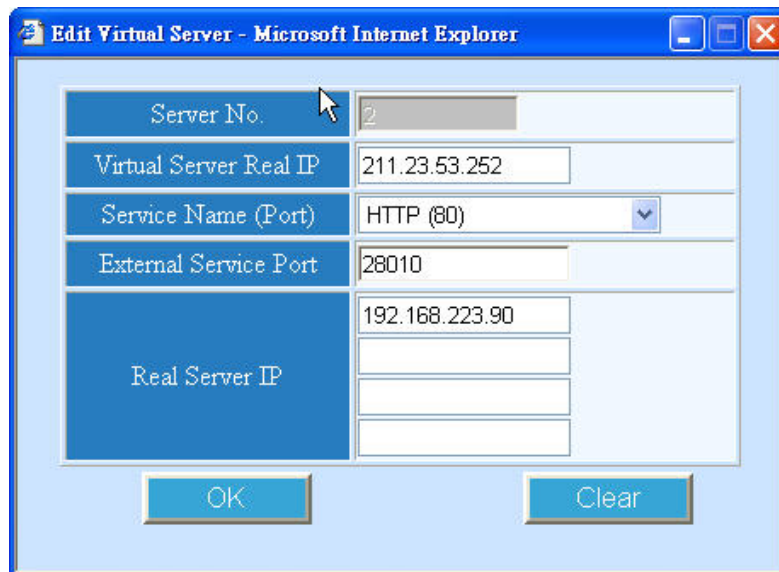 Edit Virtual Server - Microsoft Internet Explorer
Server No.
2
Virtual Server Real IP
211.23.53.252
Service Name (Port)
HTTP (80)
External Service Port
28010
Real Server IP
192.168.223.90
OK
Clear